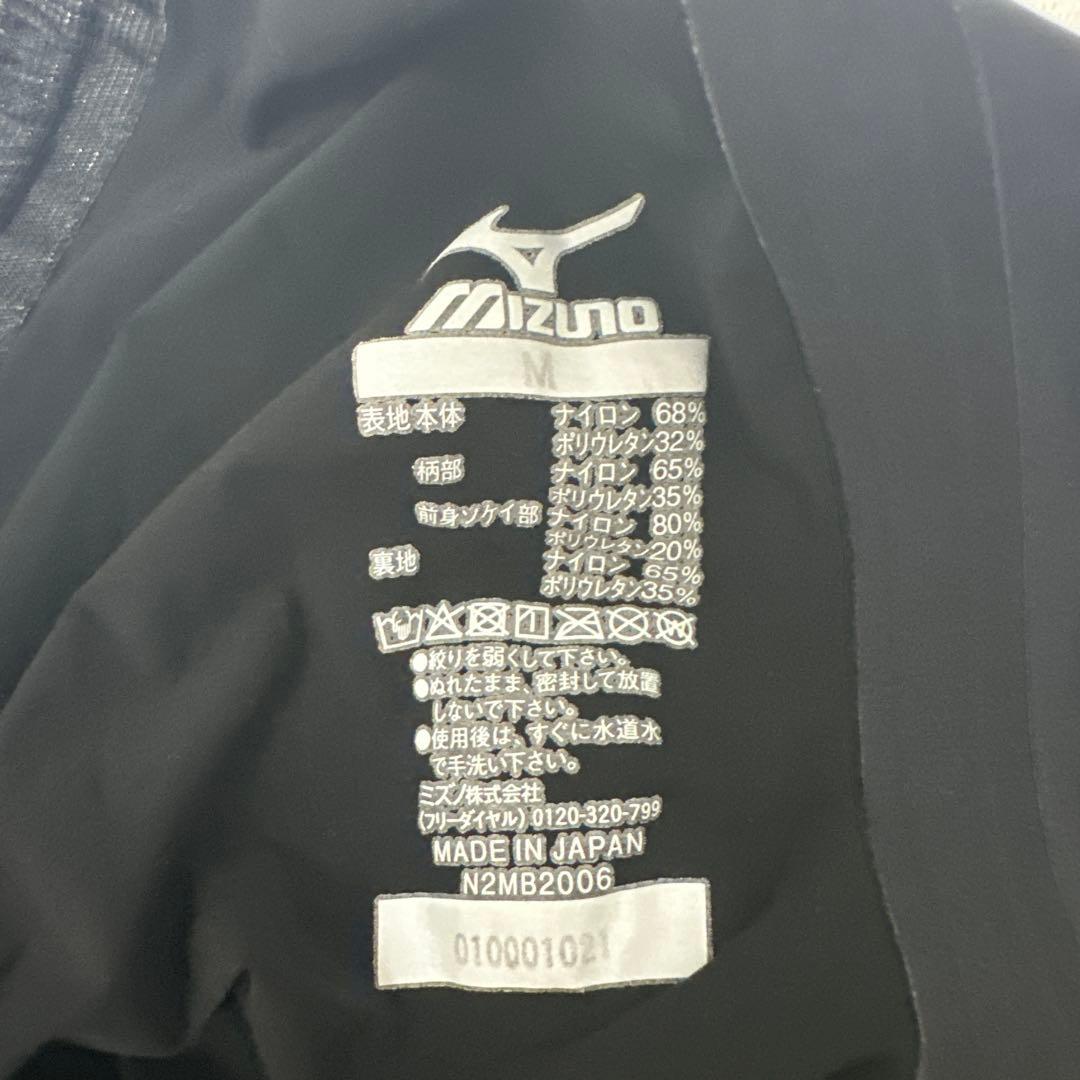 MIZUNO
M
表地 本体 ナイロン 68%
ポリウレタン32%
柄部 ナイロン 65%
ポリウレタン35%
前身ソケイ部 ナイロン 80%
ポリウレタン20%
裏地 ナイロン 65%
ポリウレタン35%
●絞りを弱くして下さい。
●ぬれたまま、密封して放置
しないで下さい。
●使用後は、すぐに水道水
で手洗い下さい。
ミズノ株式会社
(フリーダイヤル) 0120-320-799
MADE IN JAPAN
N2MB2006
010001021